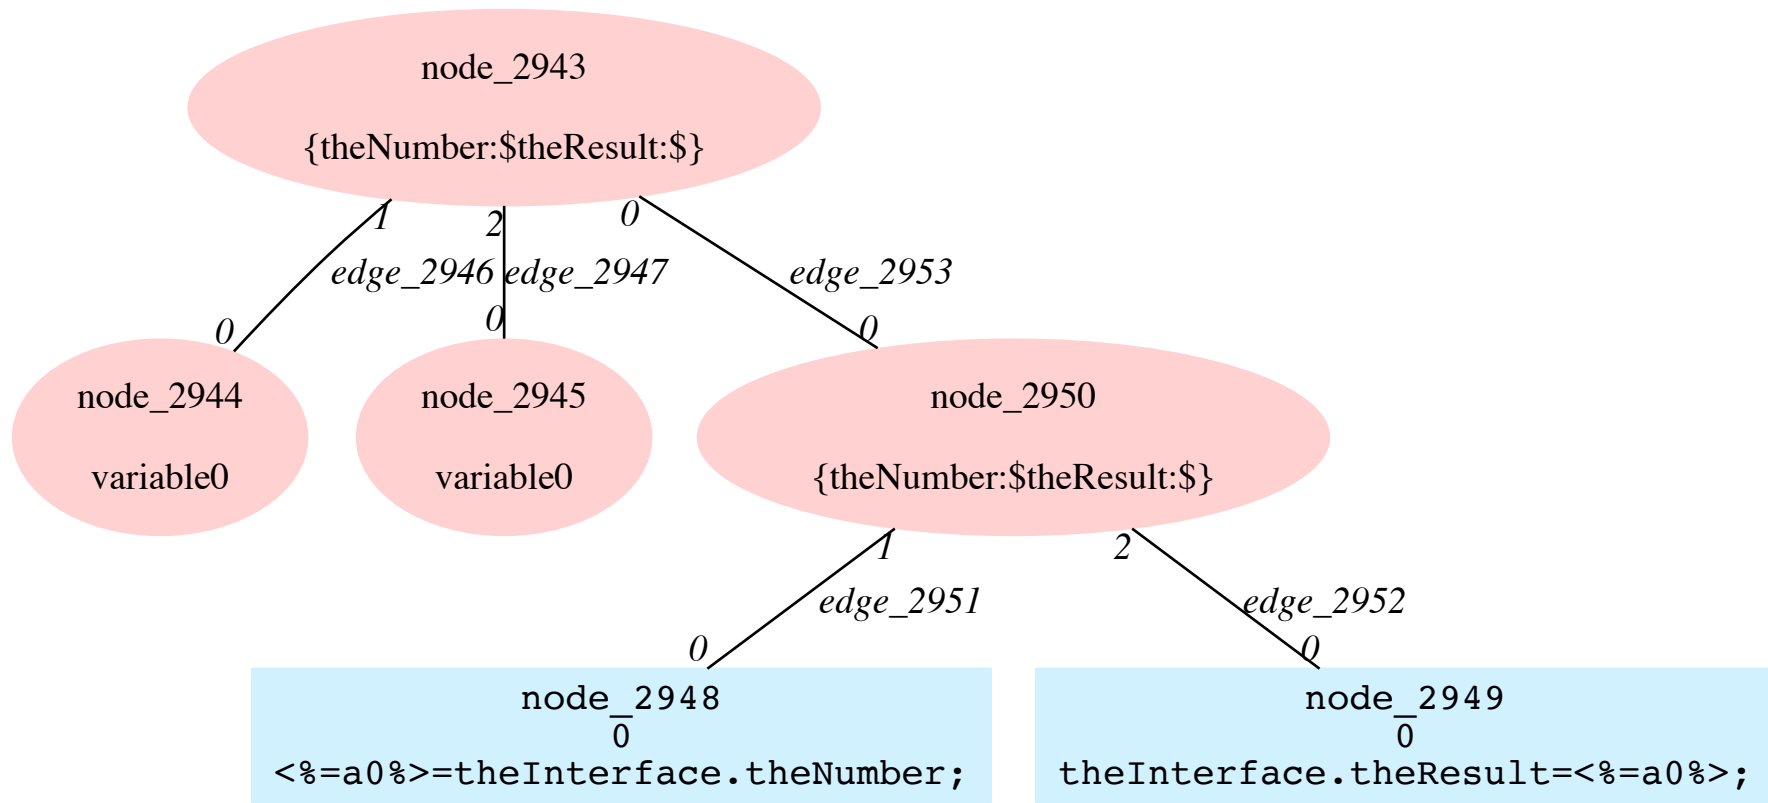 node_2943
{theNumber:$theResult:$}
1
2
0
edge_2946
edge_2947
edge_2953
0
0
0
node_2944
variable0
node_2945
variable0
node_2950
{theNumber:$theResult:$}
1
2
edge_2951
edge_2952
0
0
node_2948
0
<%=a0%>=theInterface.theNumber;
node_2949
0
theInterface.theResult=<%=a0%>;